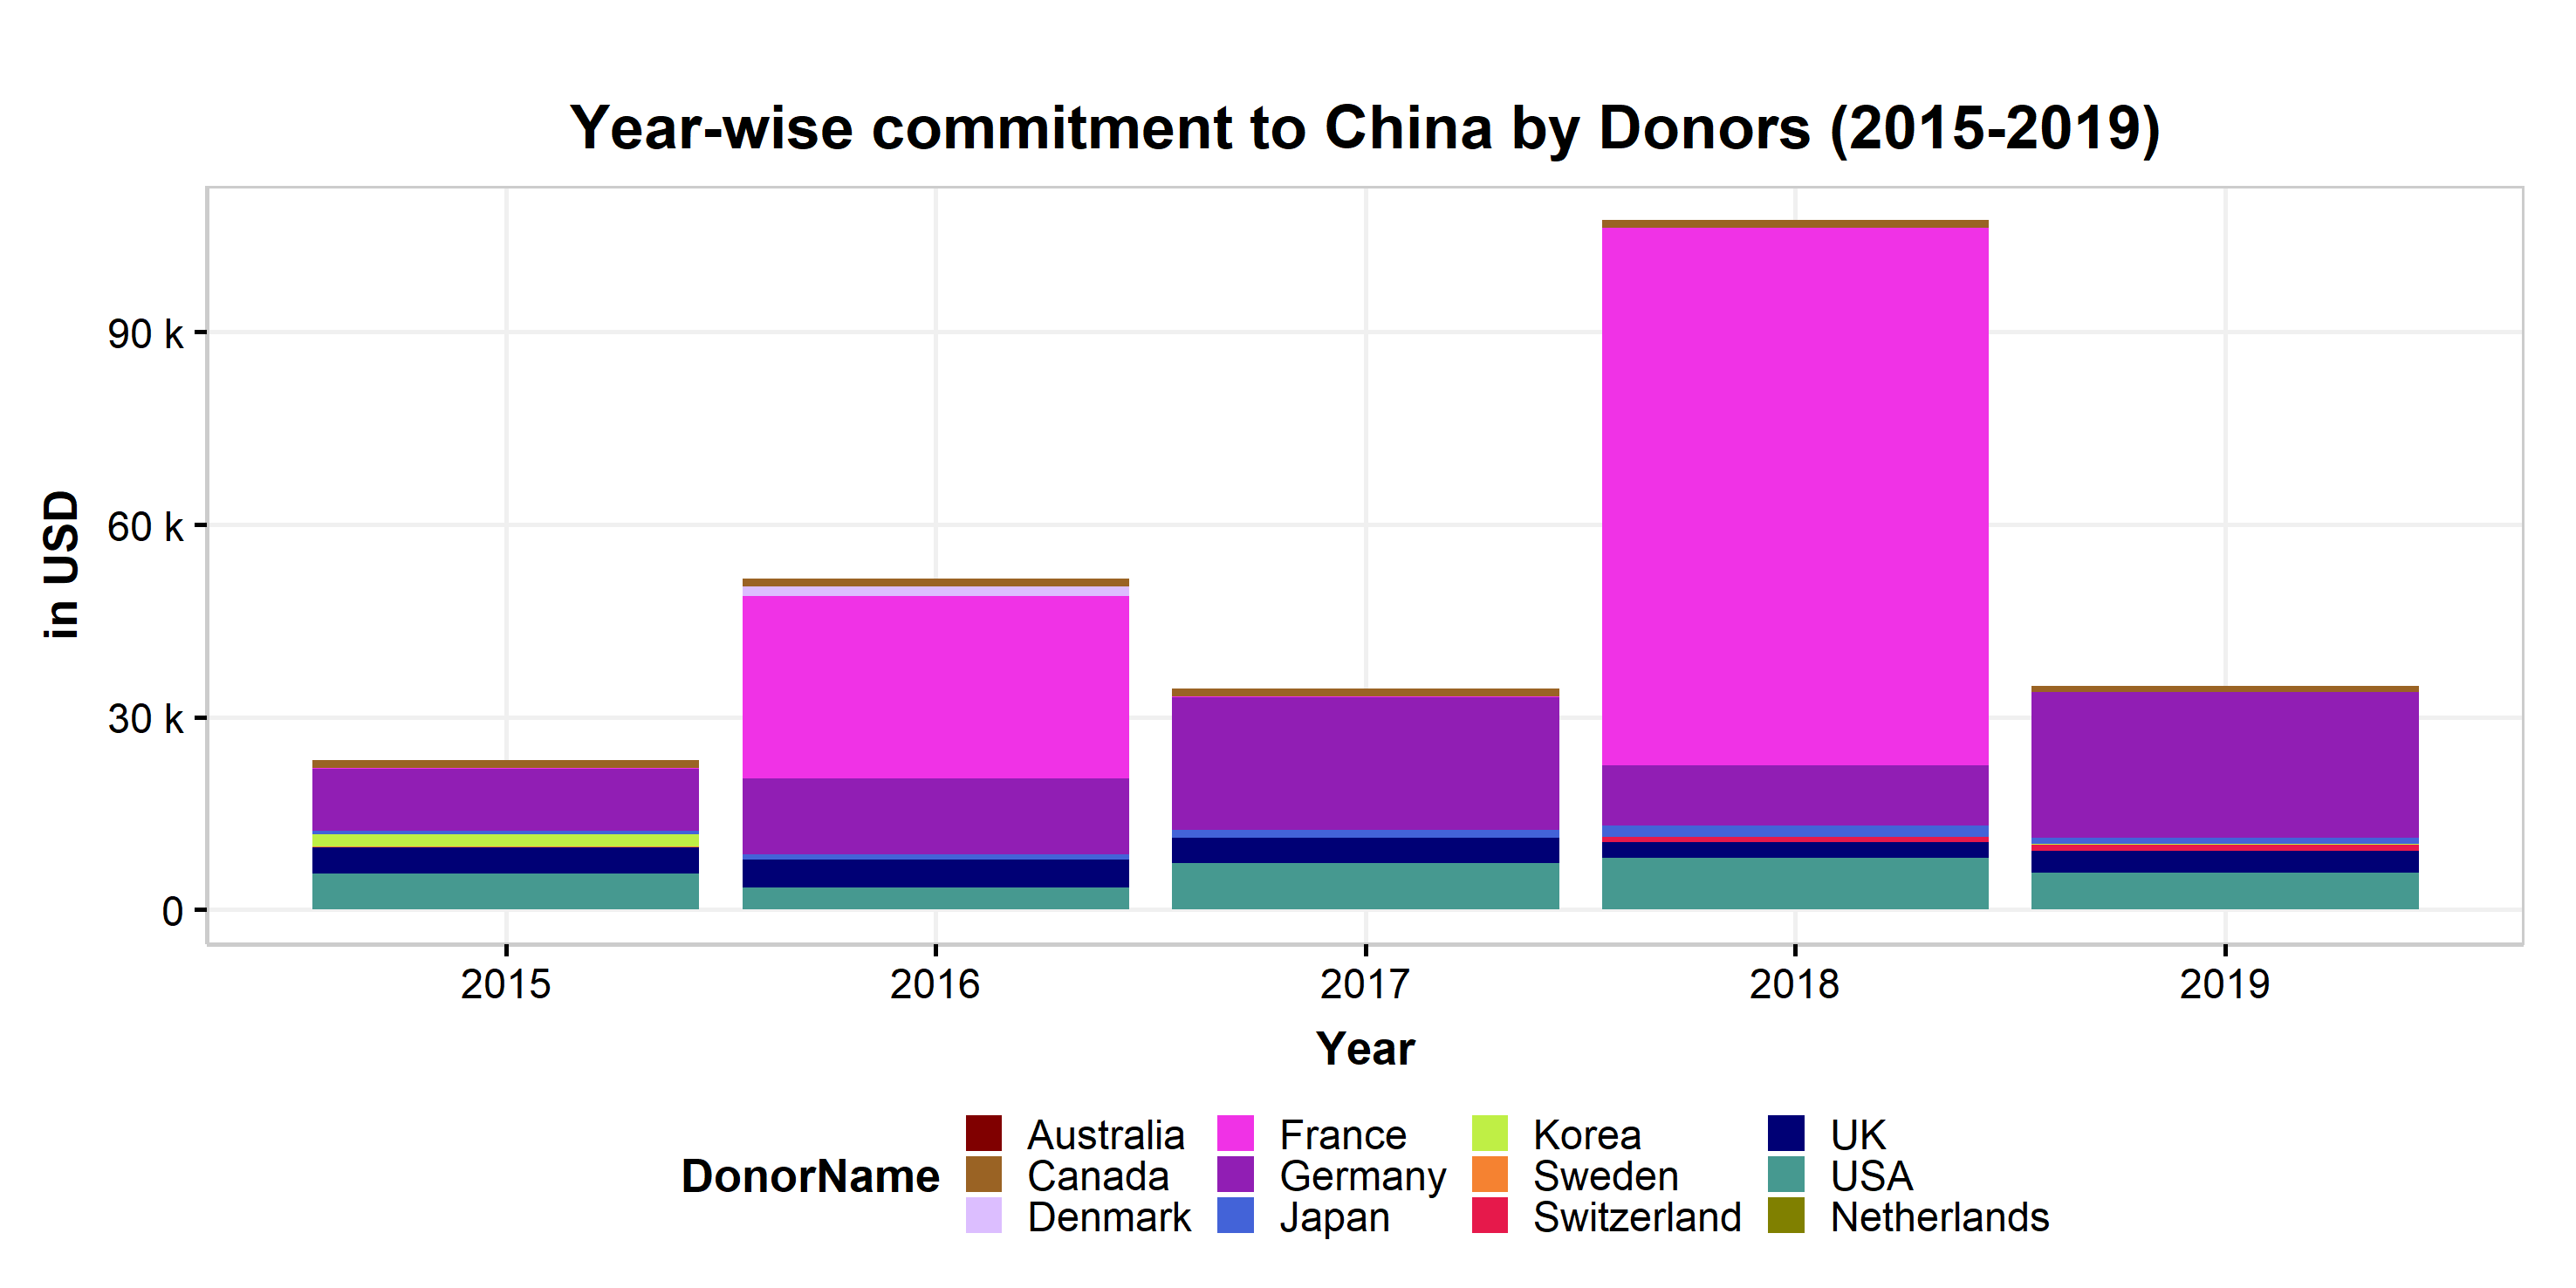 Year-wise commitment to China by Donors (2015-2019)
in USD
90 k
60 k
30 k
0
2015 2016 2017 2018 2019
Year
DonorName
Australia France Korea UK
Canada Germany Sweden USA
Denmark Japan Switzerland Netherlands